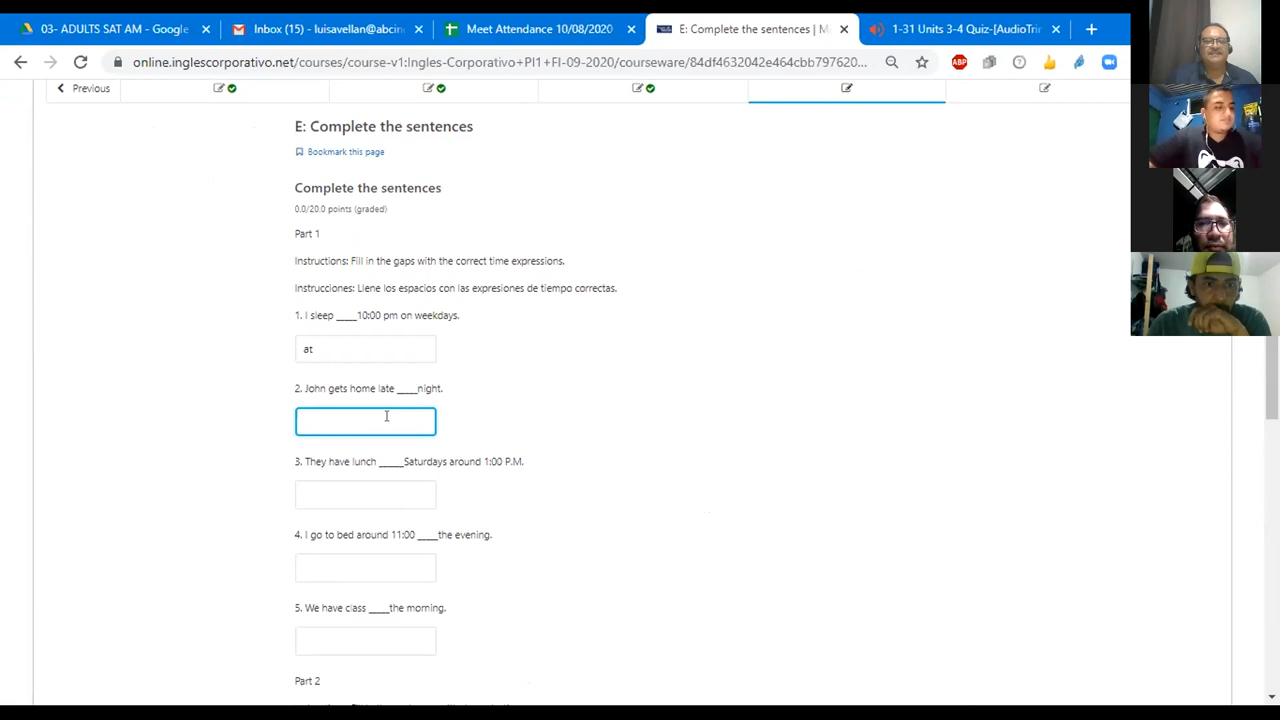 03- ADULTS SAT AM - Google
Inbox (15) - luisavellan@abcin
Meet Attendance 10/08/2020
E: Complete the sentences | M
1-31 Units 3-4 Quiz-[AudioTrir
online.inglescorporativo.net/courses/course-v1:Ingles-Corporativo+PI1+FI-09-2020/courseware/84df4632042e464cbb797620...
ABP
Previous
E: Complete the sentences
Bookmark this page
Complete the sentences
0.0/20.0 points (graded)
Part 1
Instructions: Fill in the gaps with the correct time expressions.
Instrucciones: Llene los espacios con las expresiones de tiempo correctas.
1. I sleep ____10:00 pm on weekdays.
at
2. John gets home late ____night.
3. They have lunch _____Saturdays around 1:00 P.M.
4. I go to bed around 11:00 ____the evening.
5. We have class ____the morning.
Part 2